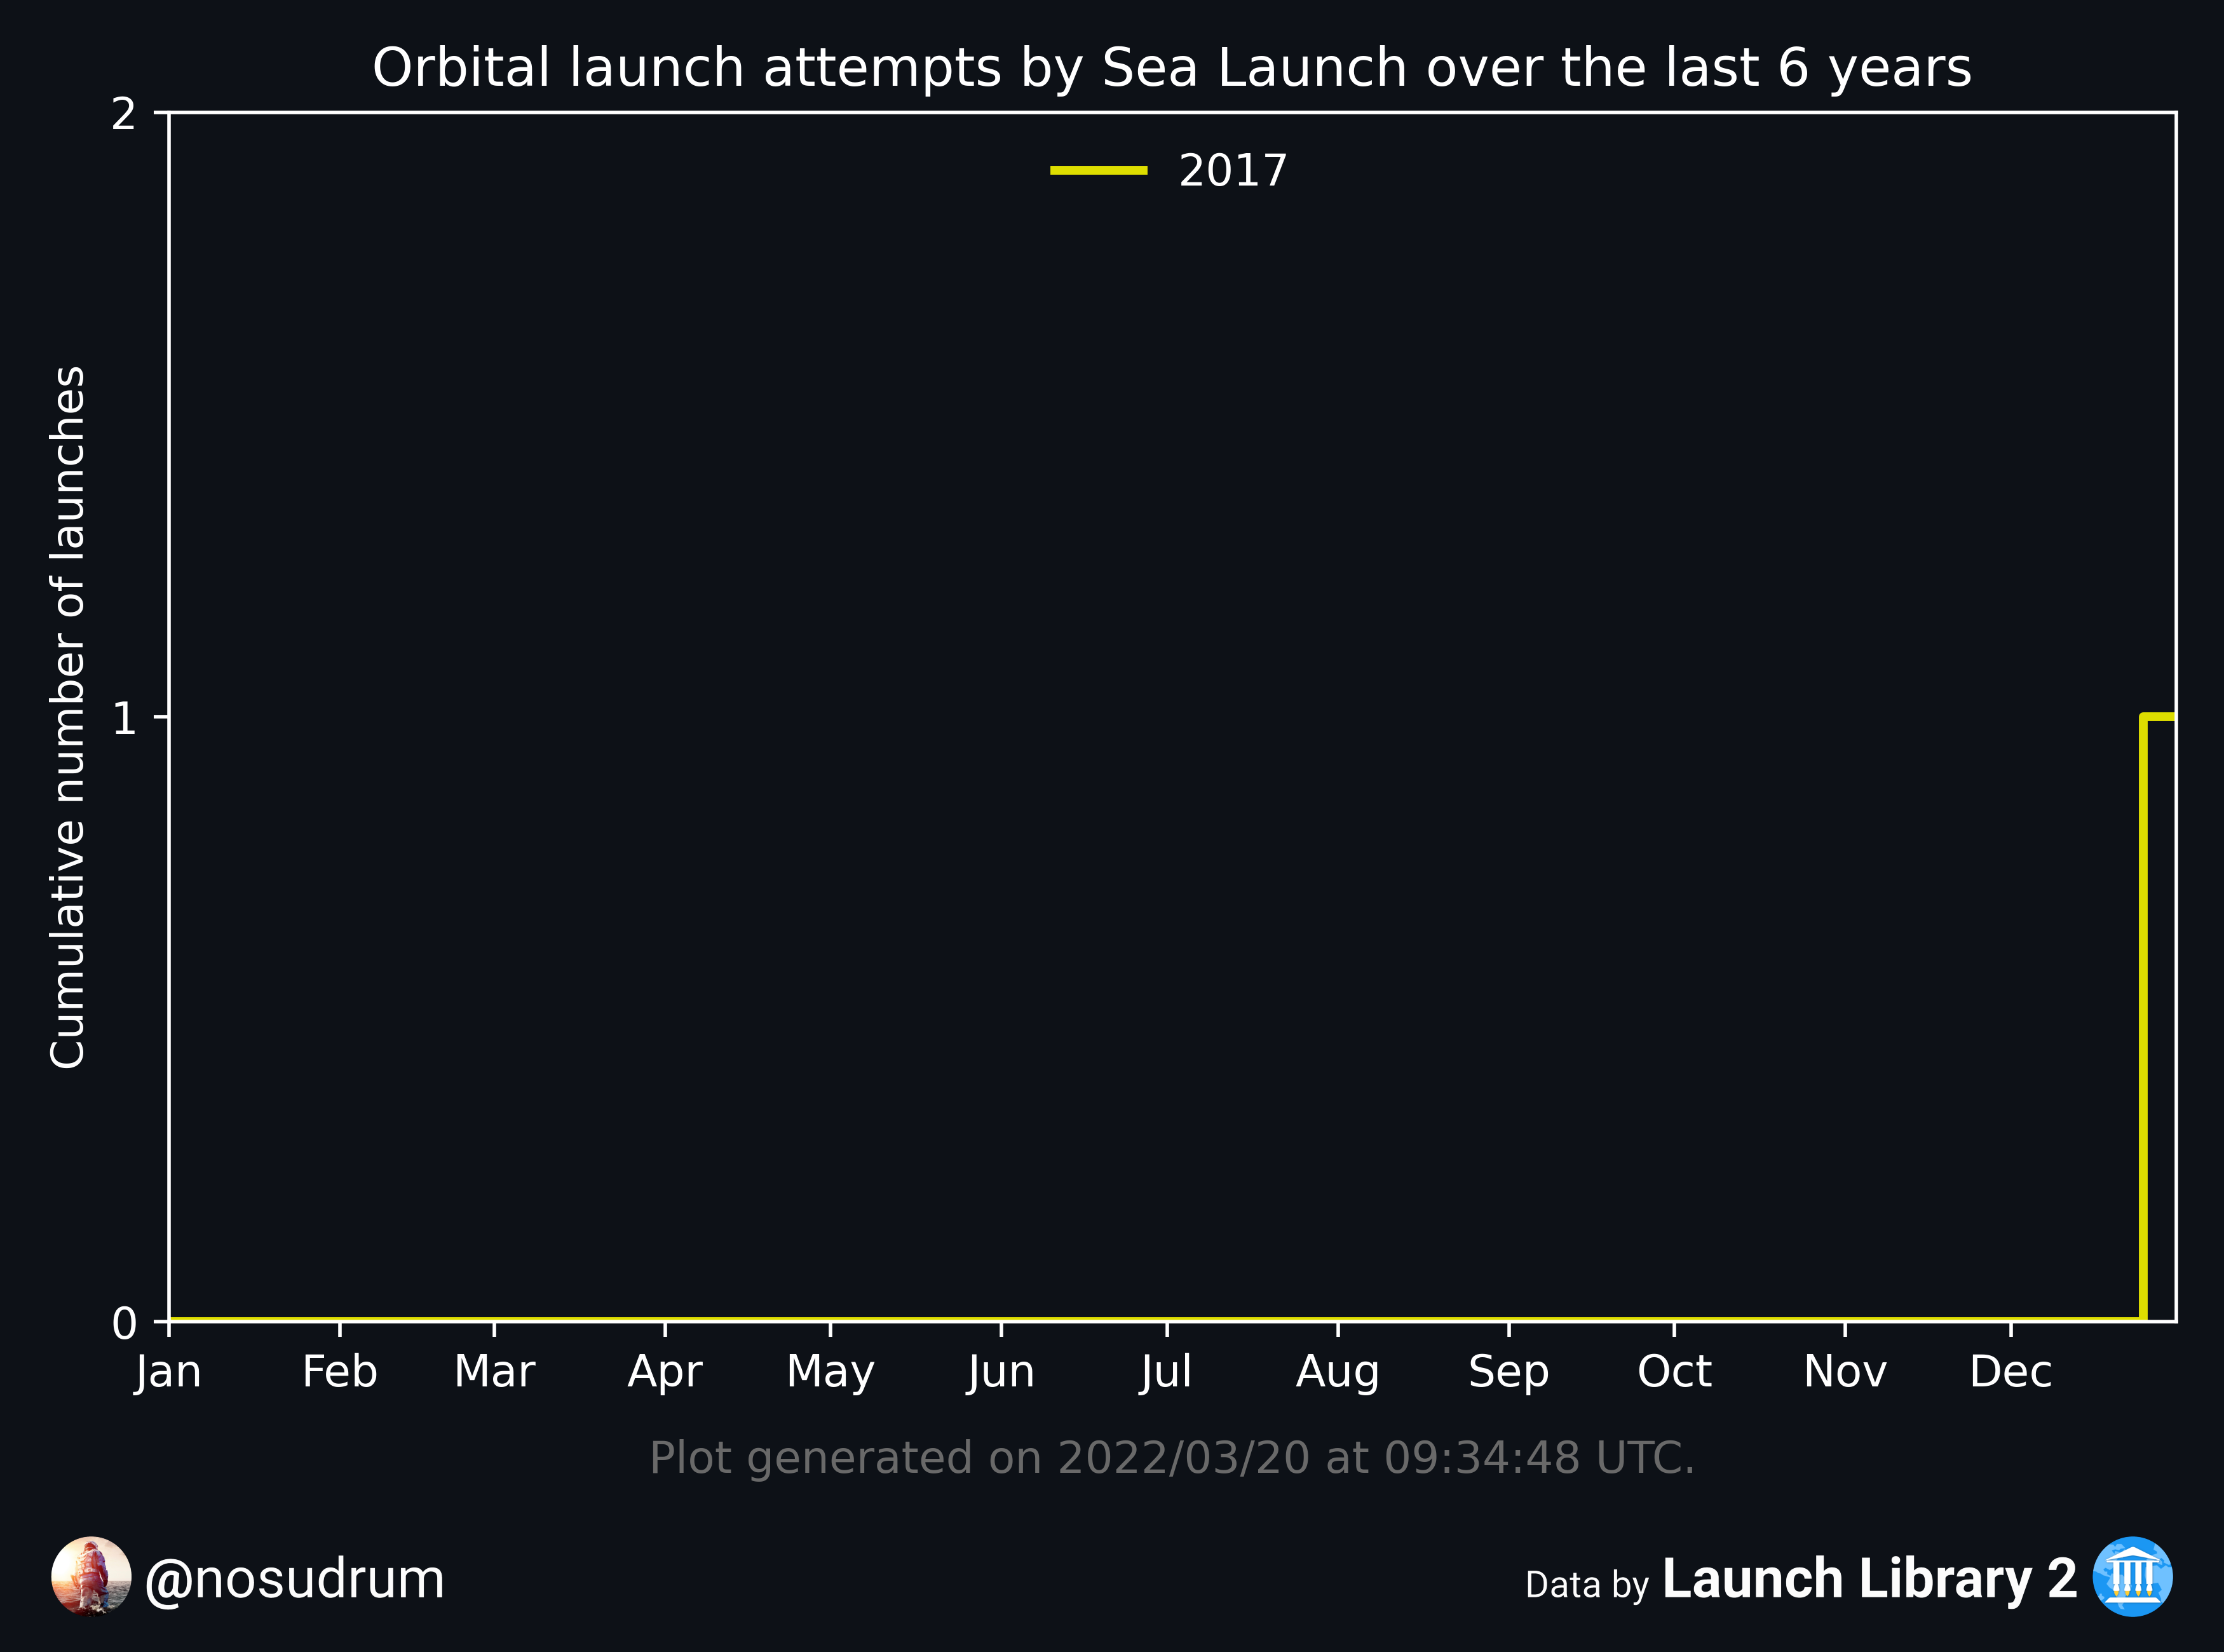 Orbital launch attempts by Sea Launch over the last 6 years
2
2017
Cumulative number of launches
1
0
Jan Feb Mar Apr May Jun Jul Aug Sep Oct Nov Dec
Plot generated on 2022/03/20 at 09:34:48 UTC.
@nosudrum
Data by Launch Library 2